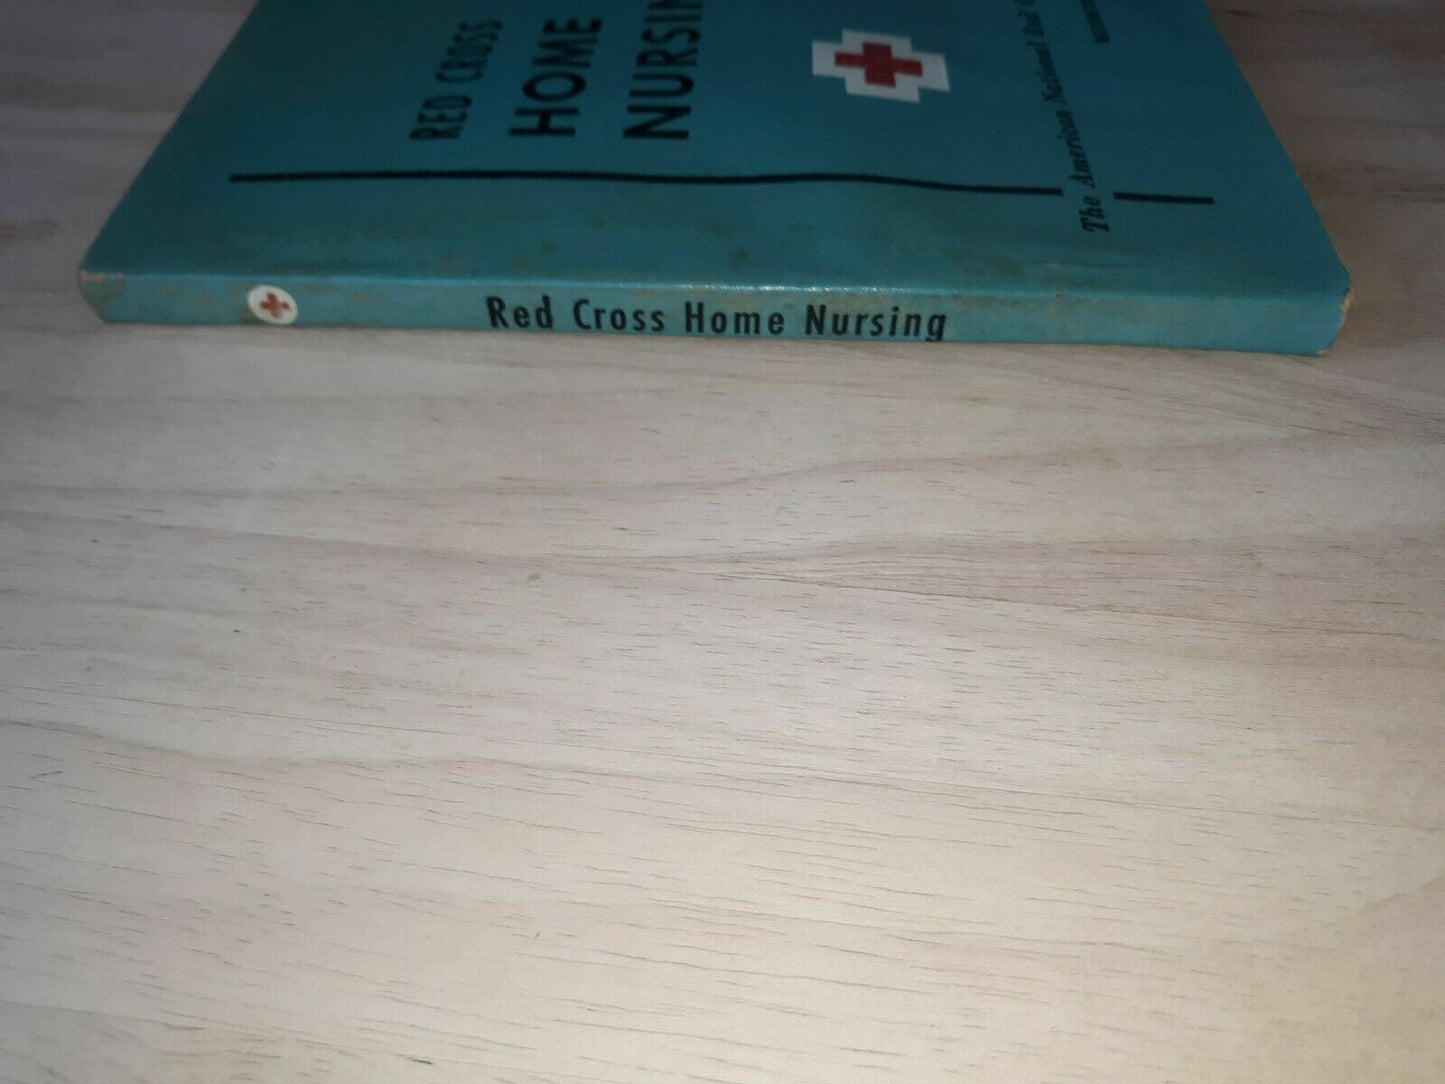 RED CROSS
HOME
NURSIN
The American National Red C
Red Cross Home Nursing